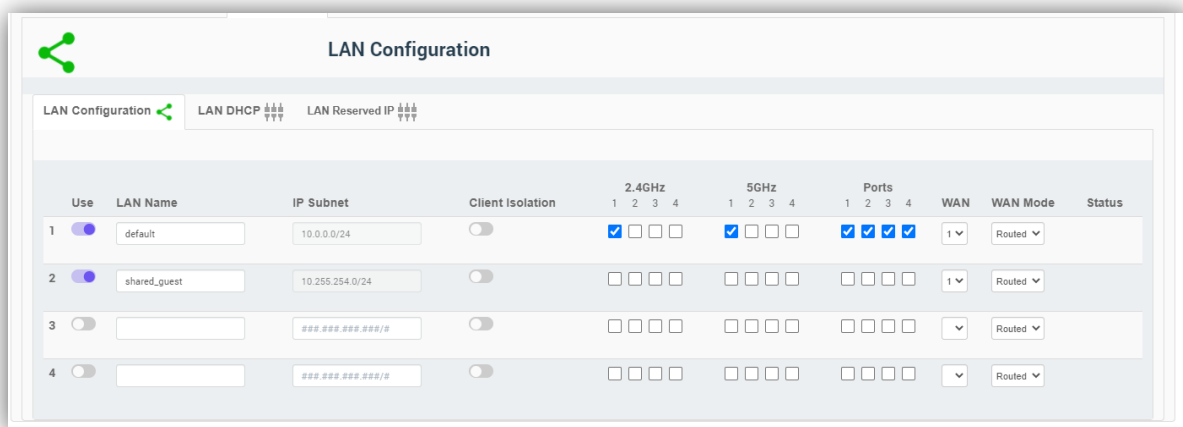 LAN Configuration
LAN Configuration LAN DHCP LAN Reserved IP
2.4GHz 5GHz Ports
Use LAN Name IP Subnet Client Isolation 1 2 3 4 1 2 3 4 1 2 3 4 WAN WAN Mode Status
1 default 10.0.0.0/24 1 Routed
2 shared_guest 10.255.254.0/24 1 Routed
3 ###.###.###.###/# Routed
4 ###.###.###.###/# Routed